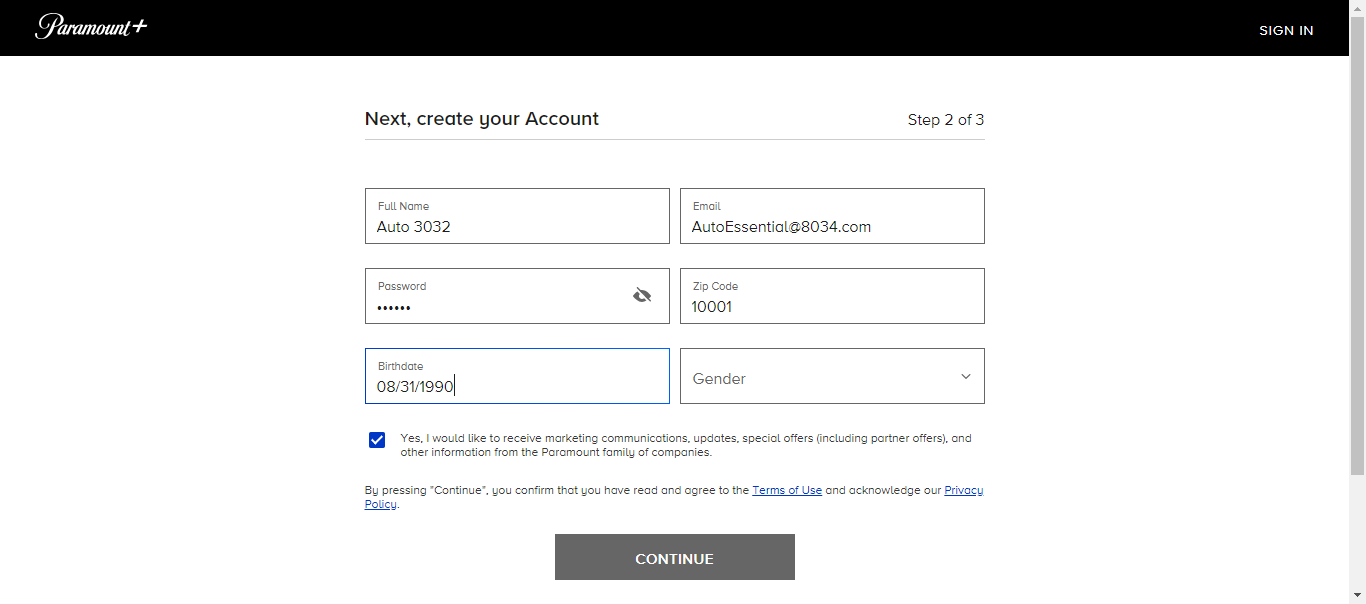 Paramount+
SIGN IN
Next, create your Account
Step 2 of 3
Full Name
Auto 3032
Email
AutoEssential@8034.com
Password
••••••
Zip Code
10001
Birthdate
08/31/1990
Gender
Yes, I would like to receive marketing communications, updates, special offers (including partner offers), and
other information from the Paramount family of companies.
By pressing "Continue", you confirm that you have read and agree to the Terms of Use and acknowledge our Privacy
Policy.
CONTINUE